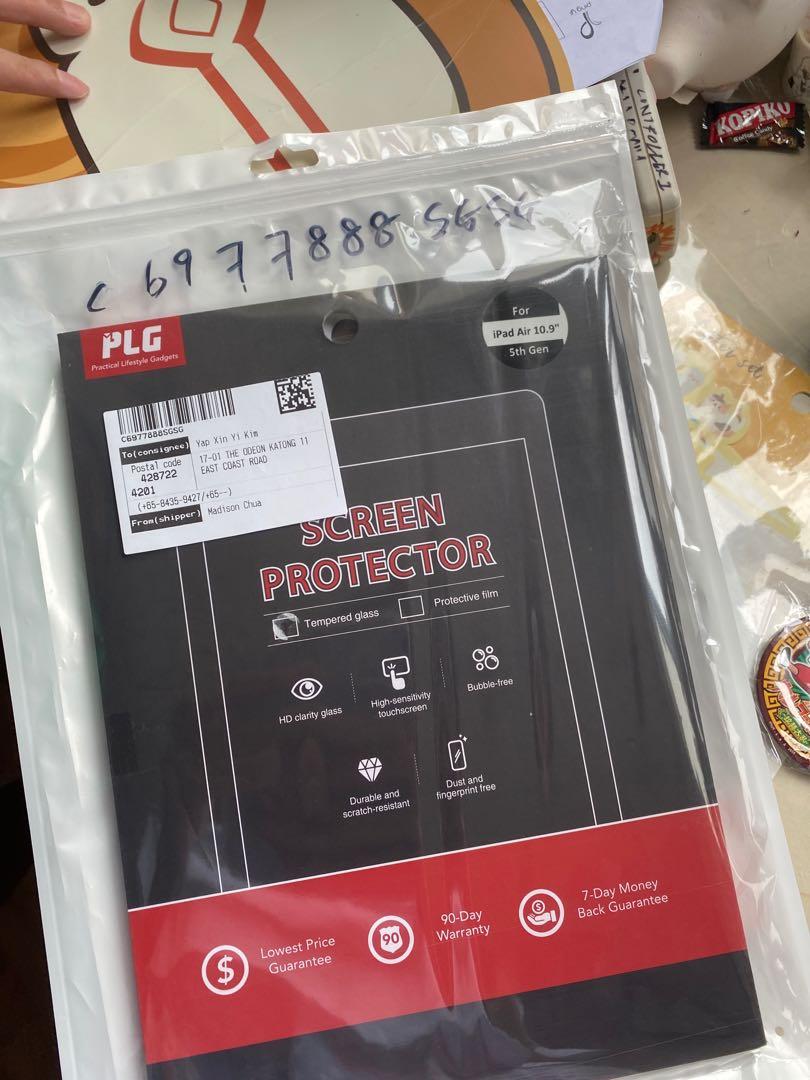 KOPIKO
Coffee Candy
CONTROLLER 1
C6977888SGSG
PLG
Practical Lifestyle Gadgets
For
iPad Air 10.9"
5th Gen
C6977888SGSG
To(consignee) Yap Xin Yi Kim
Postal code
428722
17-01 THE ODEON KATONG 11
EAST COAST ROAD
4201
(+65-8435-9427/+65--)
From(shipper) Madison Chua
SCREEN
PROTECTOR
Tempered glass
Protective film
HD clarity glass
High-sensitivity
touchscreen
Bubble-free
Durable and
scratch-resistant
Dust and
fingerprint free
$
Lowest Price
Guarantee
90
90-Day
Warranty
$
7-Day Money
Back Guarantee